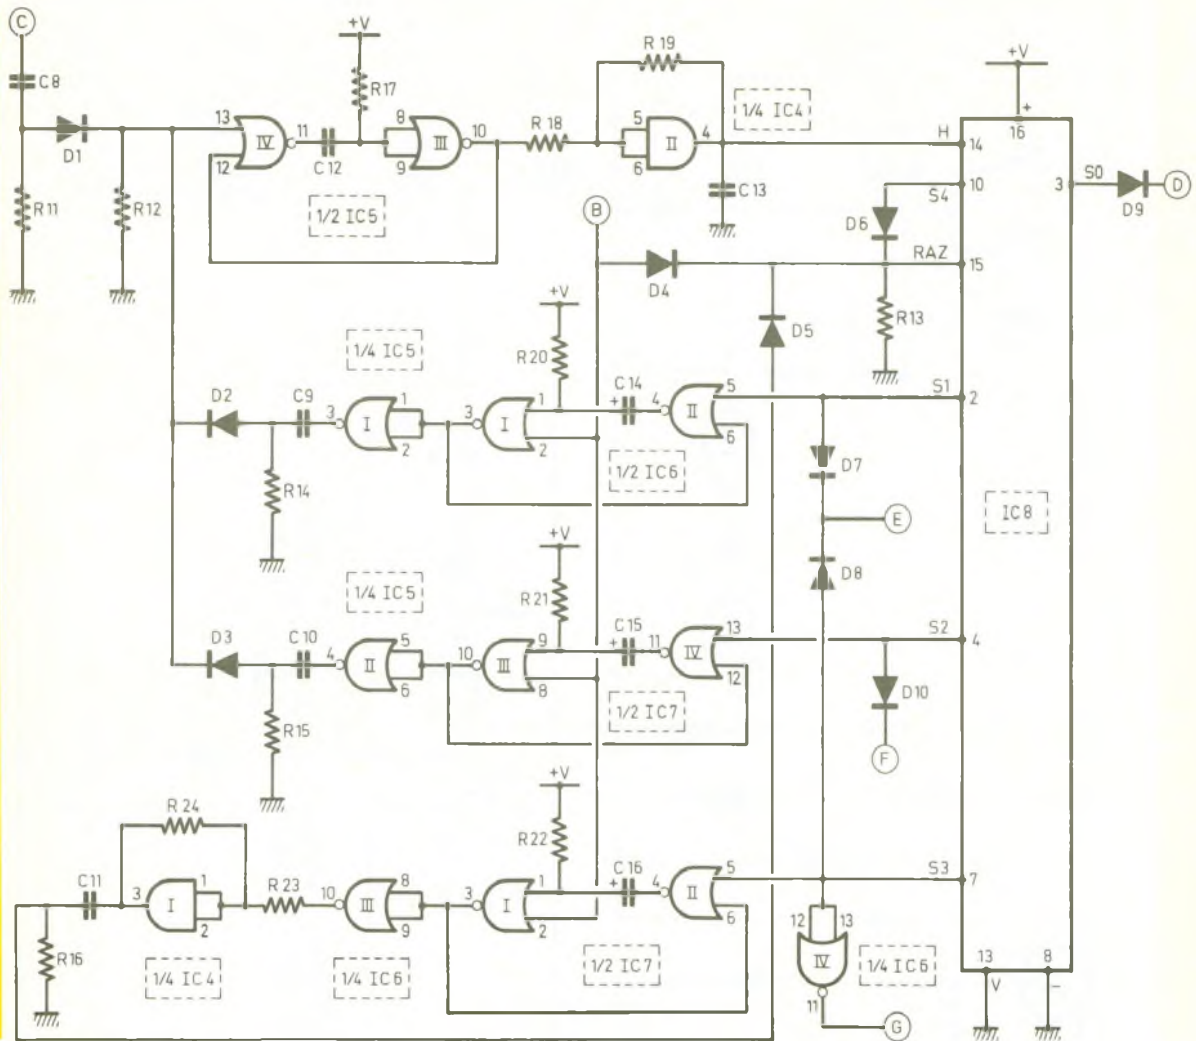 C
+V
R 19
C8
R17
+V
1/4 IC4
13
IV
11
12
C12
8
III
10
9
R 18
5
II
4
6
H
14
+
16
D1
S4
10
3
S0
D9
D
R11
R12
1/2 IC5
B
C13
D6
RAZ
15
D4
+V
R13
D5
1/4 IC5
R20
C14
D2
C9
3
I
1
2
3
I
1
2
+
4
II
5
6
S1
2
R14
1/2 IC6
D7
IC8
E
+V
D8
1/4 IC5
R21
C15
D3
C10
4
II
5
6
10
III
9
8
+
11
IV
13
12
S2
4
R15
1/2 IC7
D10
F
+V
R 24
R22
C16
C11
3
I
1
2
R23
10
III
8
9
3
I
1
2
+
4
II
5
6
S3
7
R16
1/4 IC4
1/4 IC6
1/2 IC7
12
13
IV
11
1/4 IC6
13
V
8
−
G